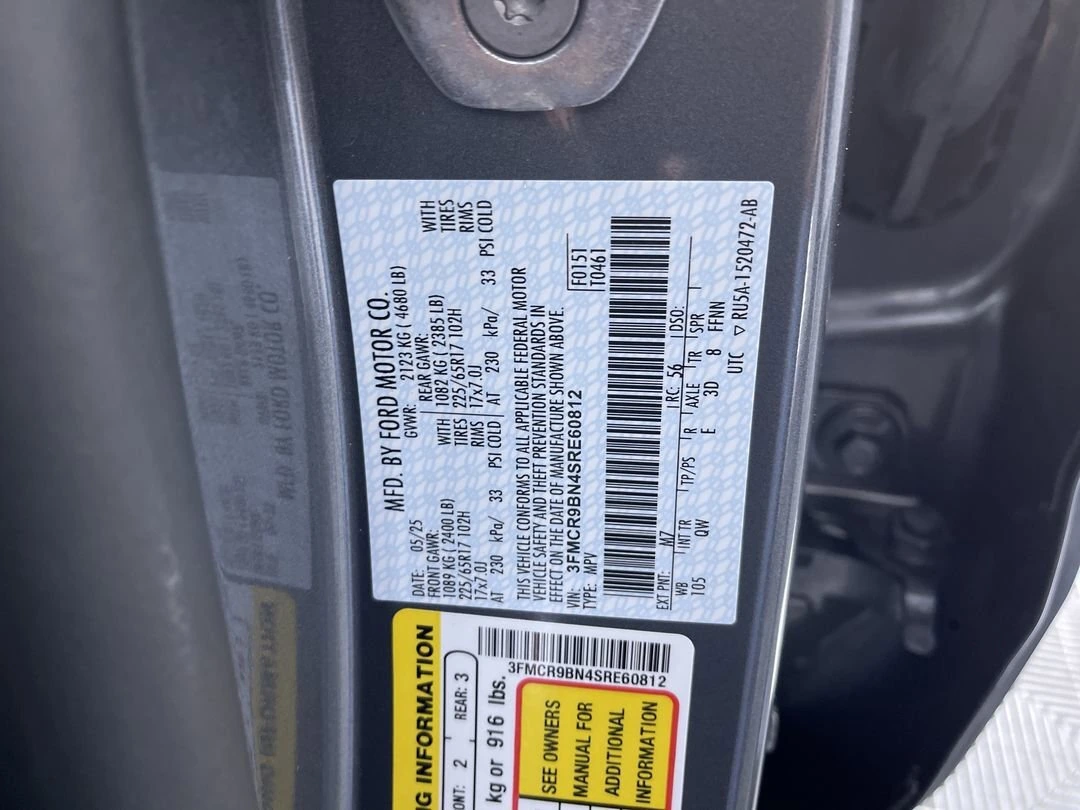 MFD. BY FORD MOTOR CO.
DATE: 05/25 GVWR: 2123 KG ( 4680 LB)
FRONT GAWR: REAR GAWR:
1089 KG ( 2400 LB) WITH 1082 KG ( 2385 LB) WITH
225/65R17 102H TIRES 225/65R17 102H TIRES
17x7.0J RIMS 17x7.0J RIMS
AT 230 kPa/ 33 PSI COLD AT 230 kPa/ 33 PSI COLD
THIS VEHICLE CONFORMS TO ALL APPLICABLE FEDERAL MOTOR
VEHICLE SAFETY AND THEFT PREVENTION STANDARDS IN
EFFECT ON THE DATE OF MANUFACTURE SHOWN ABOVE.
VIN: 3FMCR9BN4SRE60812 F0151
TYPE: MPV T0461
EXT PNT: M7 RC: 56 DSO:
WB INT TR TP/PS R AXLE TR SPR
105 QW E 3D 8 FFNN
UTC ▽ RU5A-1520472-AB
NG INFORMATION
ONT: 2 REAR: 3
kg or 916 lbs.
3FMCR9BN4SRE60812
SEE OWNERS
MANUAL FOR
ADDITIONAL
INFORMATION